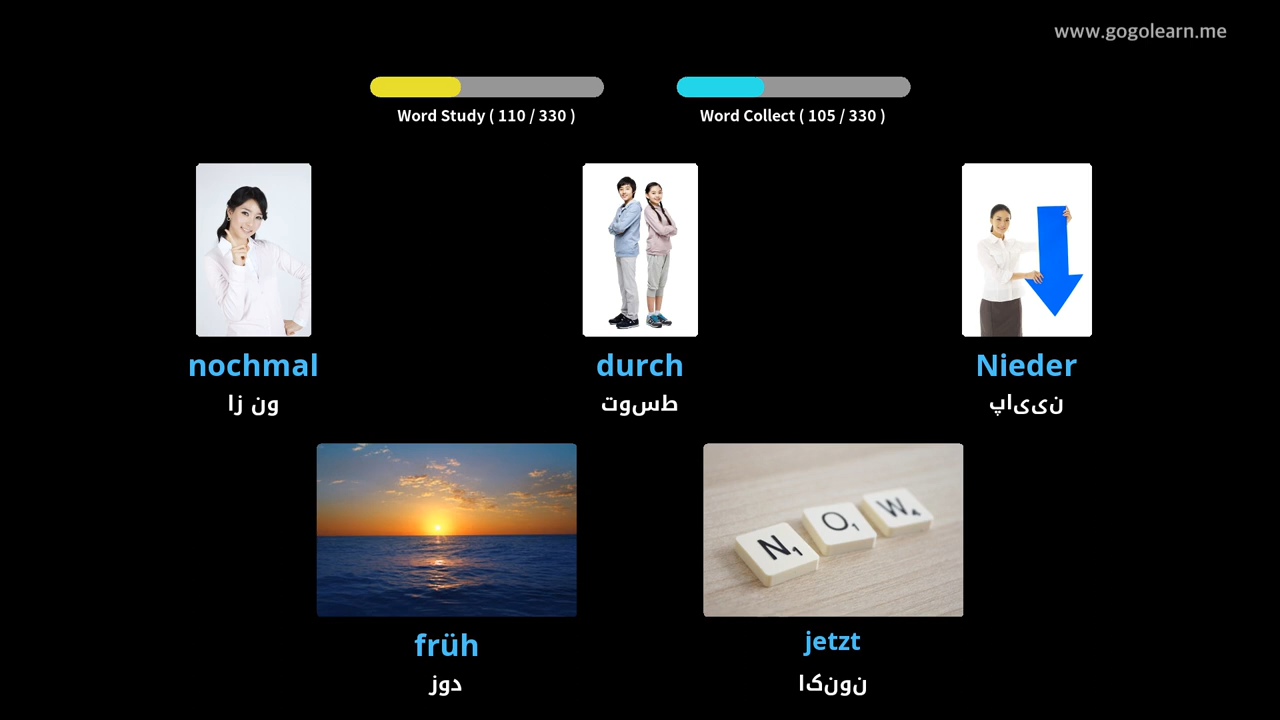 www.gogolearn.me
Word Study ( 110 / 330 )
Word Collect ( 105 / 330 )
nochmal
ون زا
durch
طسوت
Nieder
نییاپ
NOW
früh
دوز
jetzt
نونکا